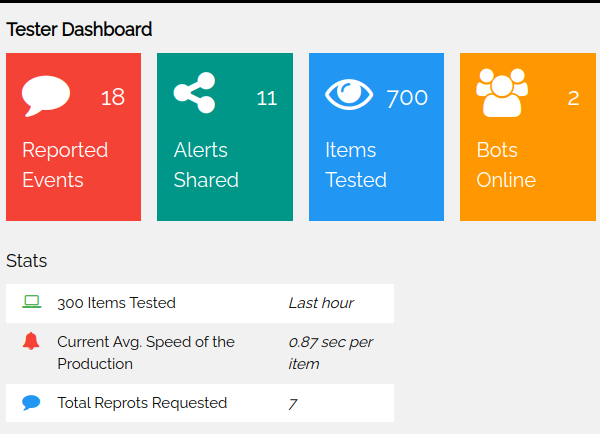 Tester Dashboard
18
Reported
Events
11
Alerts
Shared
700
Items
Tested
2
Bots
Online
Stats
300 Items Tested Last hour
Current Avg. Speed of the 0.87 sec per
Production item
Total Reprots Requested 7